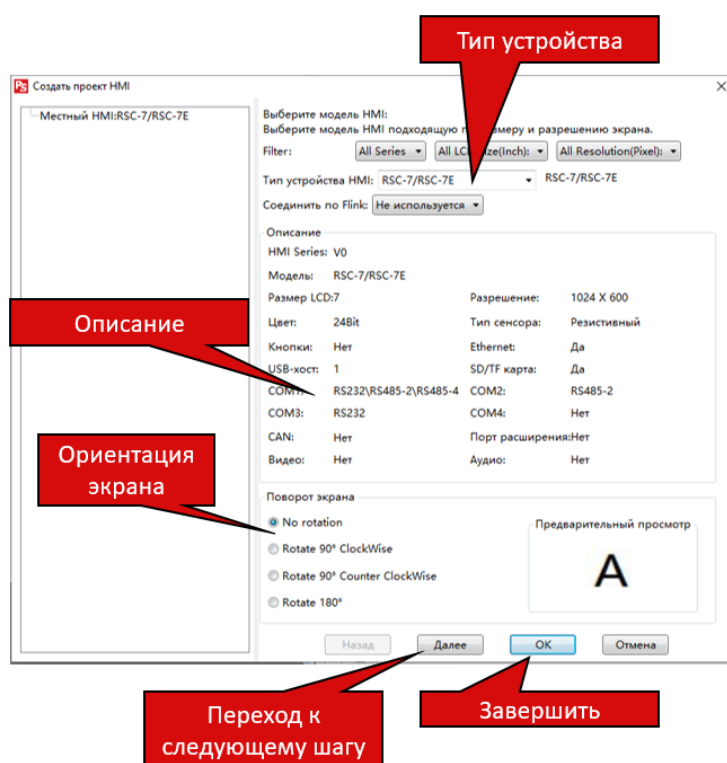 Тип устройства
PS Создать проект HMI
Местный HMI:RSC-7/RSC-7E
Выберите модель HMI:
Выберите модель HMI подходящую по размеру и разрешению экрана.
Filter: All Series All LCD Size(Inch): All Resolution(Pixel):
Тип устройства HMI: RSC-7/RSC-7E RSC-7/RSC-7E
Соединить по Flink: Не используется
Описание
HMI Series: V0
Модель: RSC-7/RSC-7E
Размер LCD:7 Разрешение: 1024 X 600
Описание
Цвет: 24Bit Тип сенсора: Резистивный
Кнопки: Нет Ethernet: Да
USB-хост: 1 SD/TF карта: Да
COM1: RS232\RS485-2\RS485-4 COM2: RS485-2
COM3: RS232 COM4: Нет
CAN: Нет Порт расширения:Нет
Видео: Нет Аудио: Нет
Ориентация
экрана
Поворот экрана
No rotation
Rotate 90° ClockWise
Rotate 90° Counter ClockWise
Rotate 180°
Предварительный просмотр
A
Назад Далее OK Отмена
Переход к
следующему шагу
Завершить